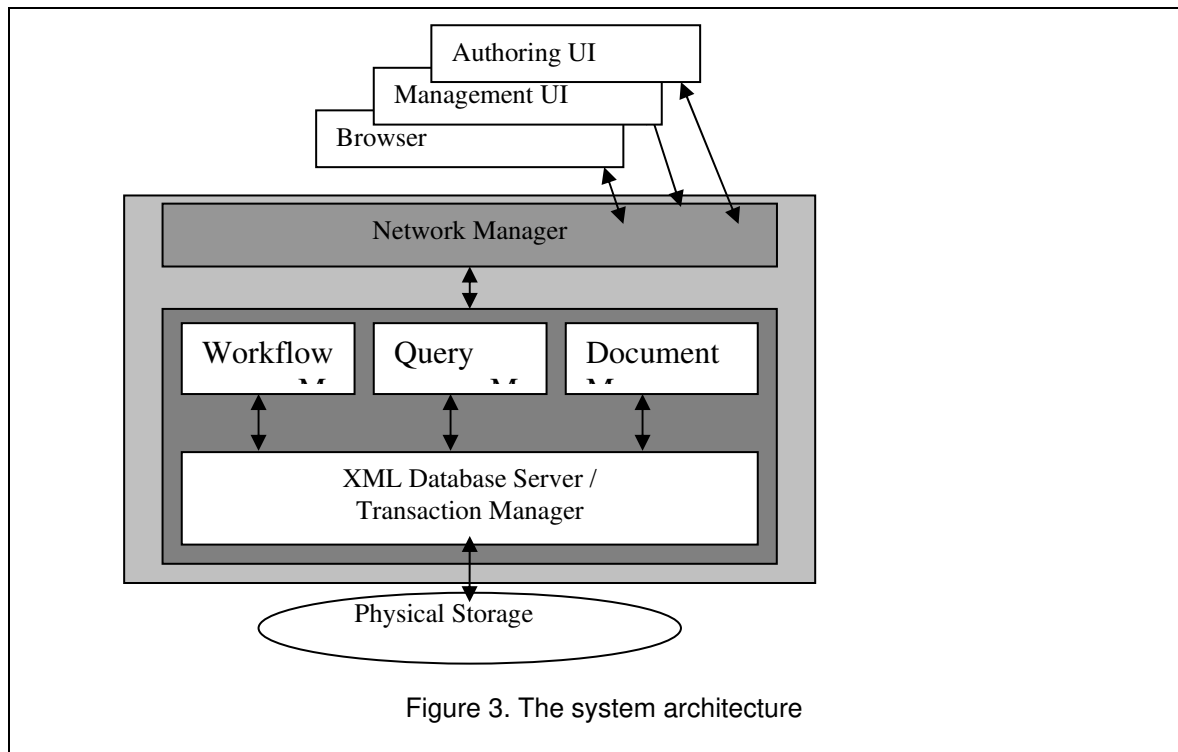 Authoring UI
Management UI
Browser
Network Manager
Workflow
Query
Document
XML Database Server /
Transaction Manager
Physical Storage
Figure 3. The system architecture